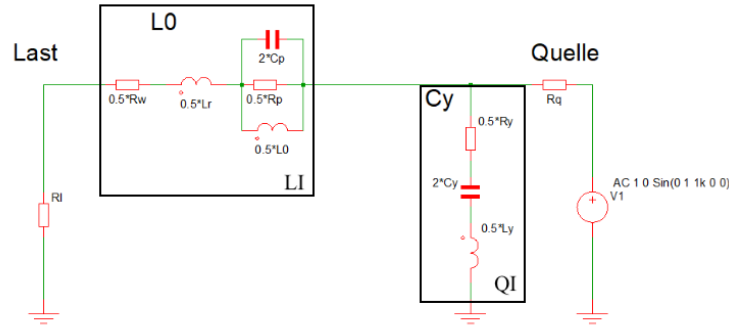 L0
Last
Quelle
2*Cp
0.5*Rw
0.5*Lr
0.5*Rp
0.5*L0
LI
Cy
0.5*Ry
Rq
2*Cy
0.5*Ly
QI
Rl
AC 1 0 Sin(0 1 1k 0 0)
V1